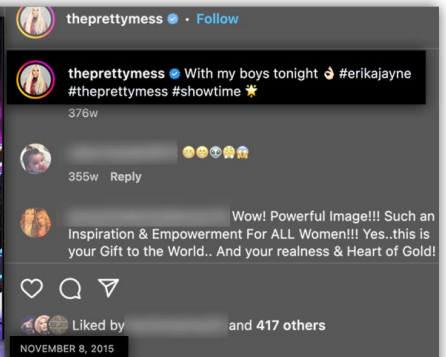 theprettymess • Follow
theprettymess With my boys tonight 👌 #erikajayne
#theprettymess #showtime 🌟
376w
355w Reply
Wow! Powerful Image!!! Such an
Inspiration & Empowerment For ALL Women!!! Yes..this is
your Gift to the World.. And your realness & Heart of Gold!
Liked by and 417 others
NOVEMBER 8, 2015